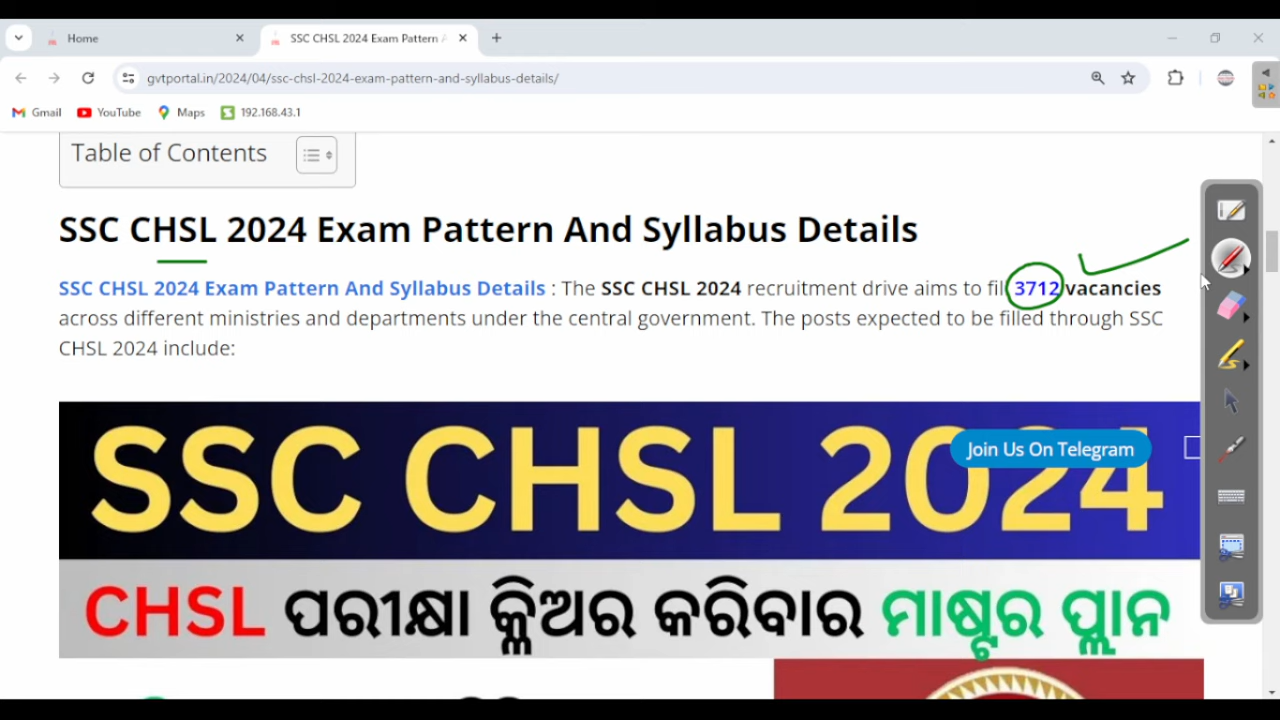 Home
SSC CHSL 2024 Exam Pattern A
gvtportal.in/2024/04/ssc-chsl-2024-exam-pattern-and-syllabus-details/
Gmail YouTube Maps 192.168.43.1
Table of Contents
SSC CHSL 2024 Exam Pattern And Syllabus Details
SSC CHSL 2024 Exam Pattern And Syllabus Details : The SSC CHSL 2024 recruitment drive aims to fil 3712 vacancies
across different ministries and departments under the central government. The posts expected to be filled through SSC
CHSL 2024 include:
SSC CHSL 2024
Join Us On Telegram
CHSL ପରୀକ୍ଷା କ୍ଲିଅର କରିବାର ମାଷ୍ଟର ପ୍ଲାନ